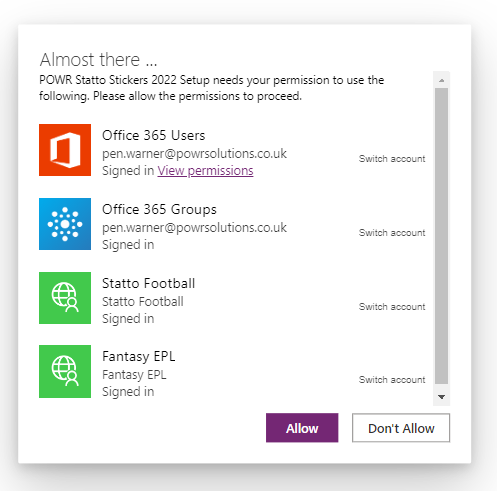 Almost there ...
POWR Statto Stickers 2022 Setup needs your permission to use the
following. Please allow the permissions to proceed.
Office 365 Users
pen.warner@powrsolutions.co.uk
Signed in View permissions
Switch account
Office 365 Groups
pen.warner@powrsolutions.co.uk
Signed in
Switch account
Statto Football
Statto Football
Signed in
Switch account
Fantasy EPL
Fantasy EPL
Signed in
Switch account
Allow
Don't Allow